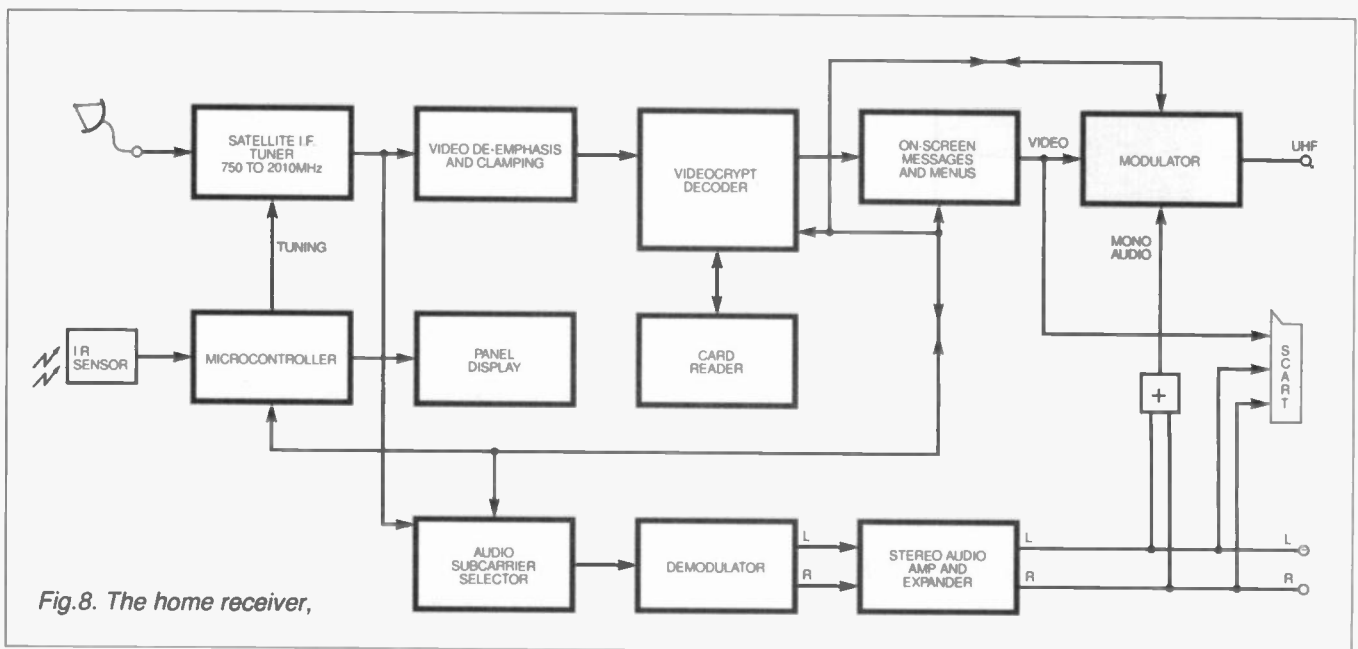 SATELLITE I.F.
TUNER
750 TO 2010MHz
VIDEO DE-EMPHASIS
AND CLAMPING
VIDEOCRYPT
DECODER
ON-SCREEN
MESSAGES
AND MENUS
VIDEO
MODULATOR
UHF
TUNING
MONO
AUDIO
I R
SENSOR
MICROCONTROLLER
PANEL
DISPLAY
CARD
READER
+
SCART
AUDIO
SUBCARRIER
SELECTOR
DEMODULATOR
L
R
STEREO AUDIO
AMP AND
EXPANDER
L
R
L
R
Fig.8. The home receiver,